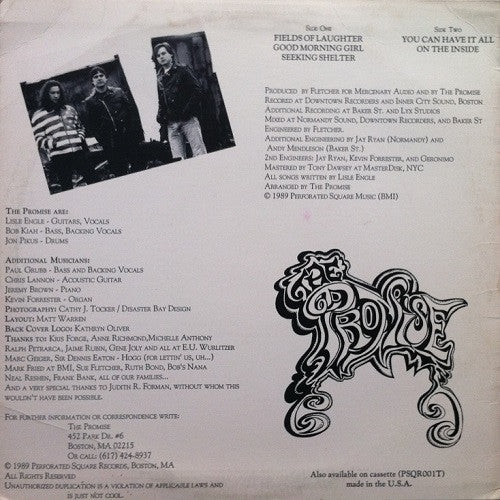 Side One
Fields of Laughter
Good Morning Girl
Seeking Shelter
Side Two
You Can Have It All
On the Inside
Produced by Fletcher for Mercenary Audio and by The Promise
Recored at Downtown Recorders and Inner City Sound, Boston
Additional Recording at Baker St. and Lyx Studios
Mixed at Normandy Sound, Downtown Recorders, and Baker St
Engineered by Fletcher.
Additional Engineering by Jay Ryan (Normandy) and
Andy Mendleson (Baker St.)
2nd Engineers: Jay Ryan, Kevin Forrester, and Geronimo
Mastered by Tony Dawsey at MasterDisk, NYC
All songs written by Lisle Engle
Arranged by The Promise
© 1989 Perforated Square Music (BMI)
The Promise are:
Lisle Engle - Guitars, Vocals
Bob Kiah - Bass, Backing Vocals
Jon Pikus - Drums
Additional Musicians:
Paul Grubb - Bass and Backing Vocals
Chris Lannon - Acoustic Guitar
Jeremy Brown - Piano
Kevin Forrester - Organ
Photography: Cathy J. Tocker / Disaster Bay Design
Layout: Matt Warren
Back Cover Logo: Kathryn Oliver
Thanks to: Kris Forge, Anne Richmond, Michelle Anthony
Ralph Petrarca, Jaime Rubin, Gene Joly and all at E.U. Wurlitzer
Marc Geiger, Sir Dennis Eaton - Hogg (for lettin' us, uh...)
Mark Fried at BMI, Sue Fletcher, Ruth Bond, Bob's Nana
Neal Reshen, Frank Bank, all of our families...
And a very special thanks to Judith R. Forman, without whom this
wouldn't have been possible.
For further information or correspondence write:
The Promise
452 Park Dr. #6
Boston, MA 02215
Or call: (617) 424-8937
© 1989 Perforated Square Records, Boston, MA
All Rights Reserved
Unauthorized duplication is a violation of applicable laws and
is just not cool.
THE
PROMISE
Also available on cassette (PSQR001T)
made in the U.S.A.